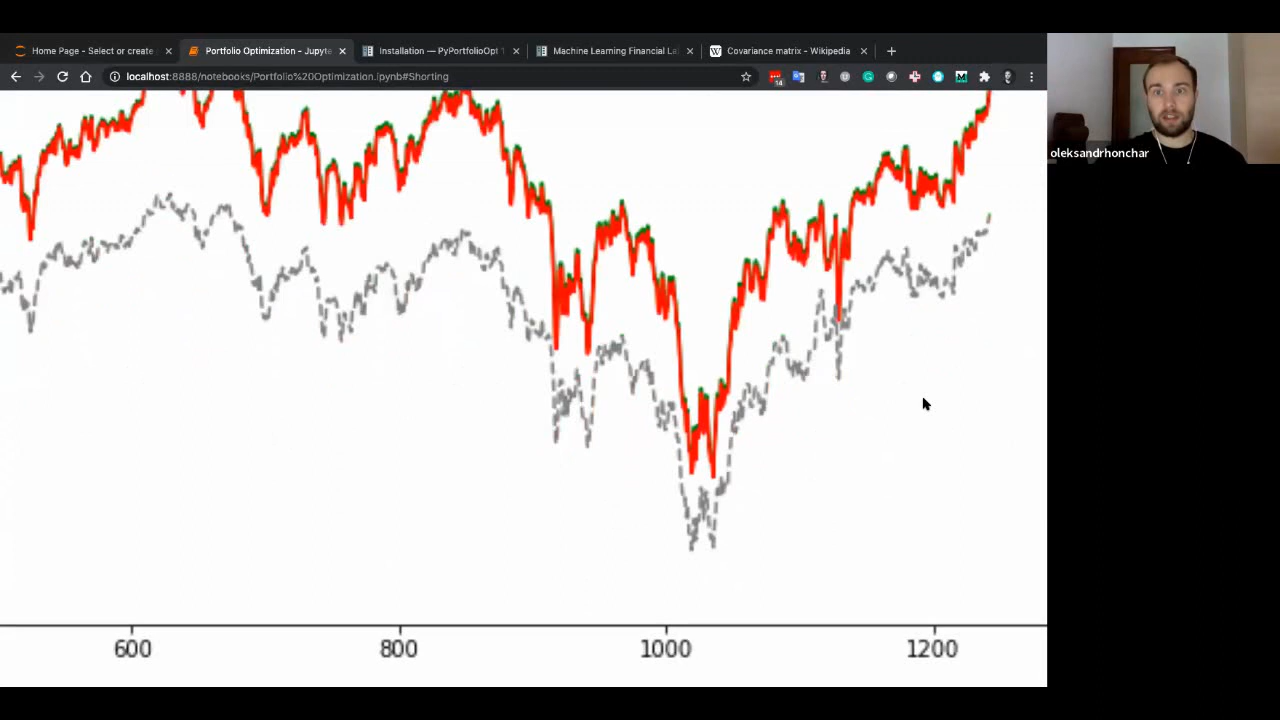 Home Page - Select or create
Portfolio Optimization - Jupyte
Installation — PyPortfolioOpt
Machine Learning Financial La
Covariance matrix - Wikipedia
localhost:8888/notebooks/Portfolio%20Optimization.ipynb#Shorting
14
oleksandrhonchar
600 800 1000 1200